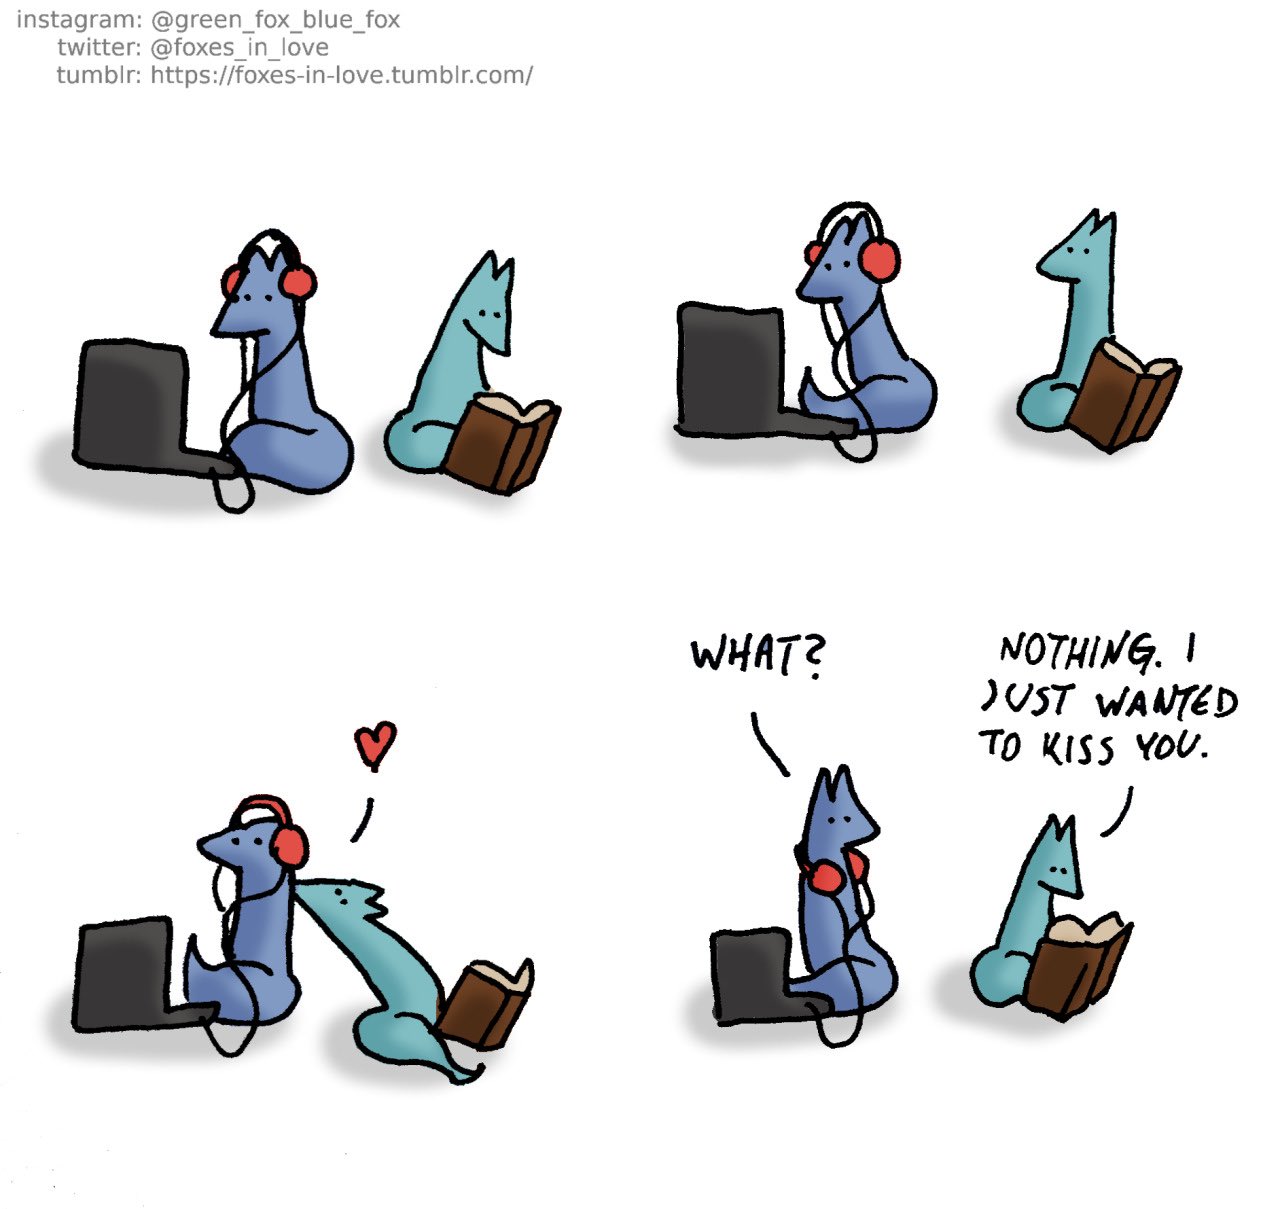 instagram: @green_fox_blue_fox
twitter: @foxes_in_love
tumblr: https://foxes-in-love.tumblr.com/
WHAT?
NOTHING. I
JUST WANTED
TO KISS YOU.